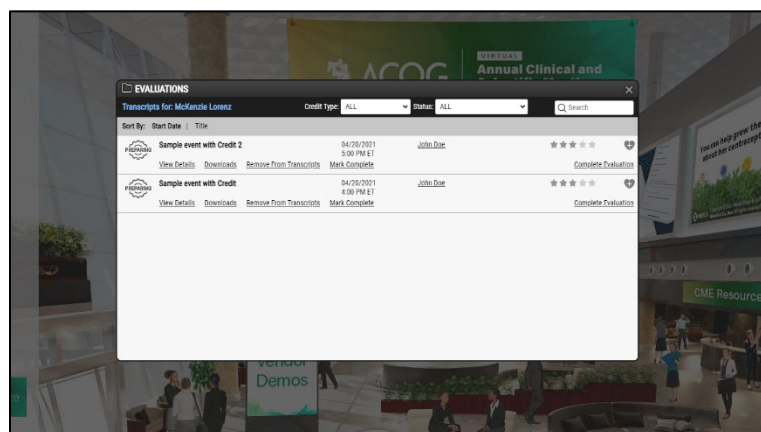 VIRTUAL
ACOG
Annual Clinical and
EVALUATIONS
Transcripts for: McKenzie Lorenz Credit Type: ALL Status: ALL Search
Sort By: Start Date | Title
PREPARING Sample event with Credit 2 04/20/2021 John Doe
5:00 PM ET
View Details Downloads Remove From Transcripts Mark Complete Complete Evaluation
PREPARING Sample event with Credit 04/20/2021 John Doe
4:00 PM ET
View Details Downloads Remove From Transcripts Mark Complete Complete Evaluation
You can help grow the
CME Resource
Vendor
Demos